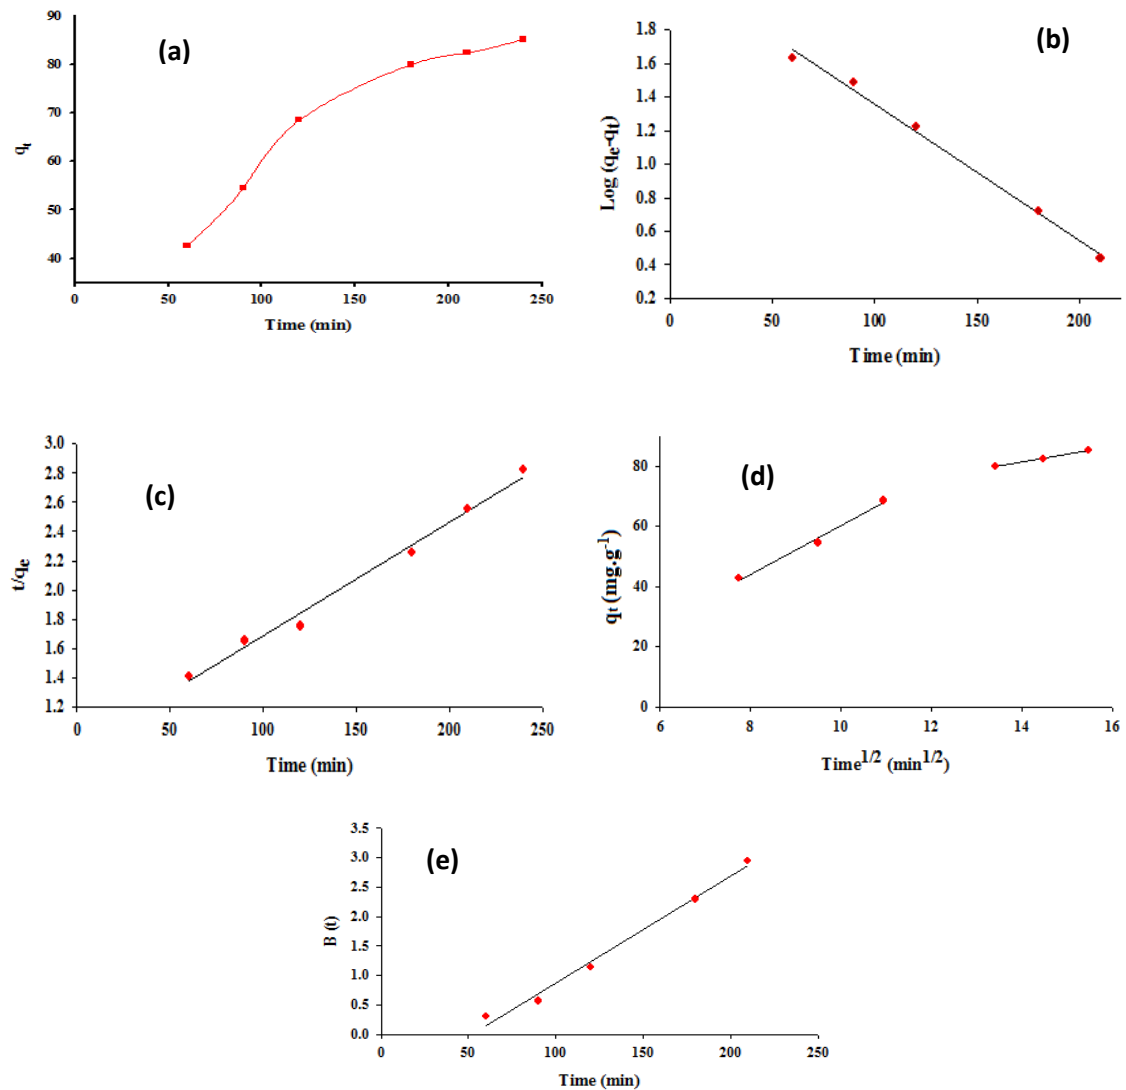 (a)
q_t
90
80
70
60
50
40
0 50 100 150 200 250
Time (min)
(b)
Log (q_e-q_t)
1.8
1.6
1.4
1.2
1.0
0.8
0.6
0.4
0.2
0 50 100 150 200
Time (min)
(c)
t/q_e
3.0
2.8
2.6
2.4
2.2
2.0
1.8
1.6
1.4
1.2
0 50 100 150 200 250
Time (min)
(d)
q_t (mg.g^-1)
80
60
40
20
0
6 8 10 12 14 16
Time^1/2 (min^1/2)
(e)
B (t)
3.5
3.0
2.5
2.0
1.5
1.0
0.5
0.0
0 50 100 150 200 250
Time (min)